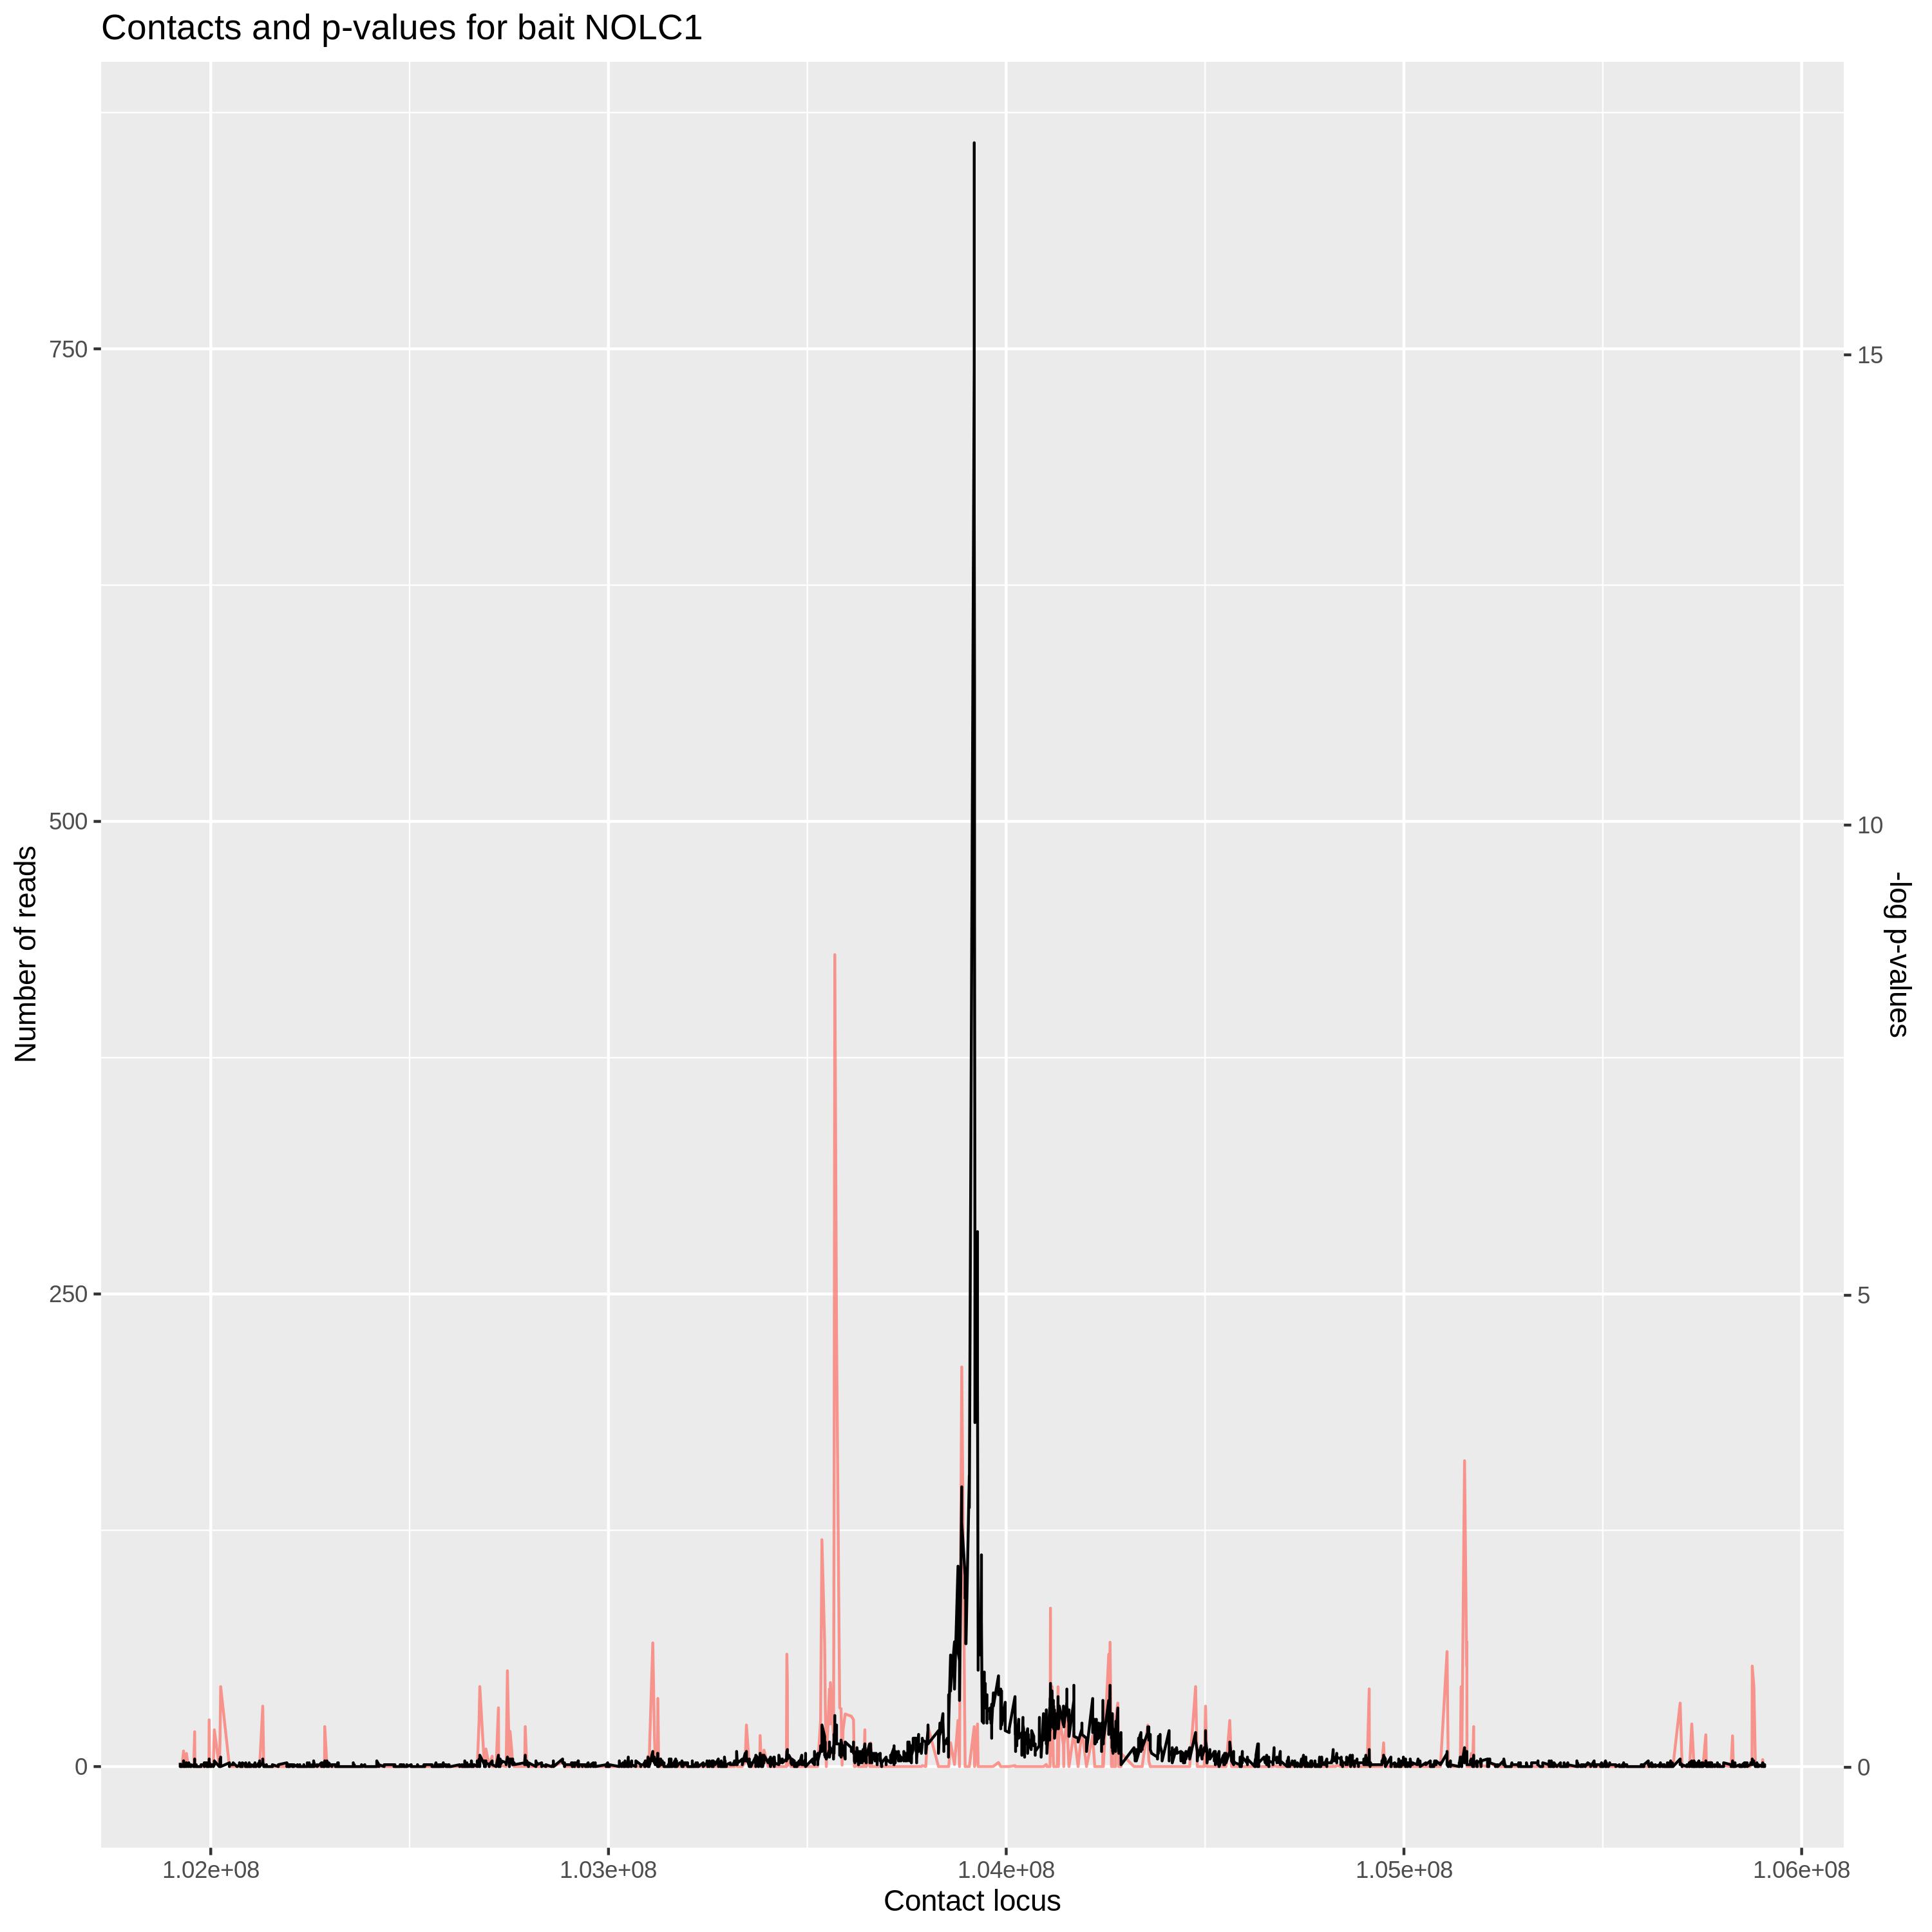 Contacts and p-values for bait NOLC1
750
500
250
0
Number of reads
15
10
5
0
-log p-values
1.02e+08
1.03e+08
1.04e+08
1.05e+08
1.06e+08
Contact locus